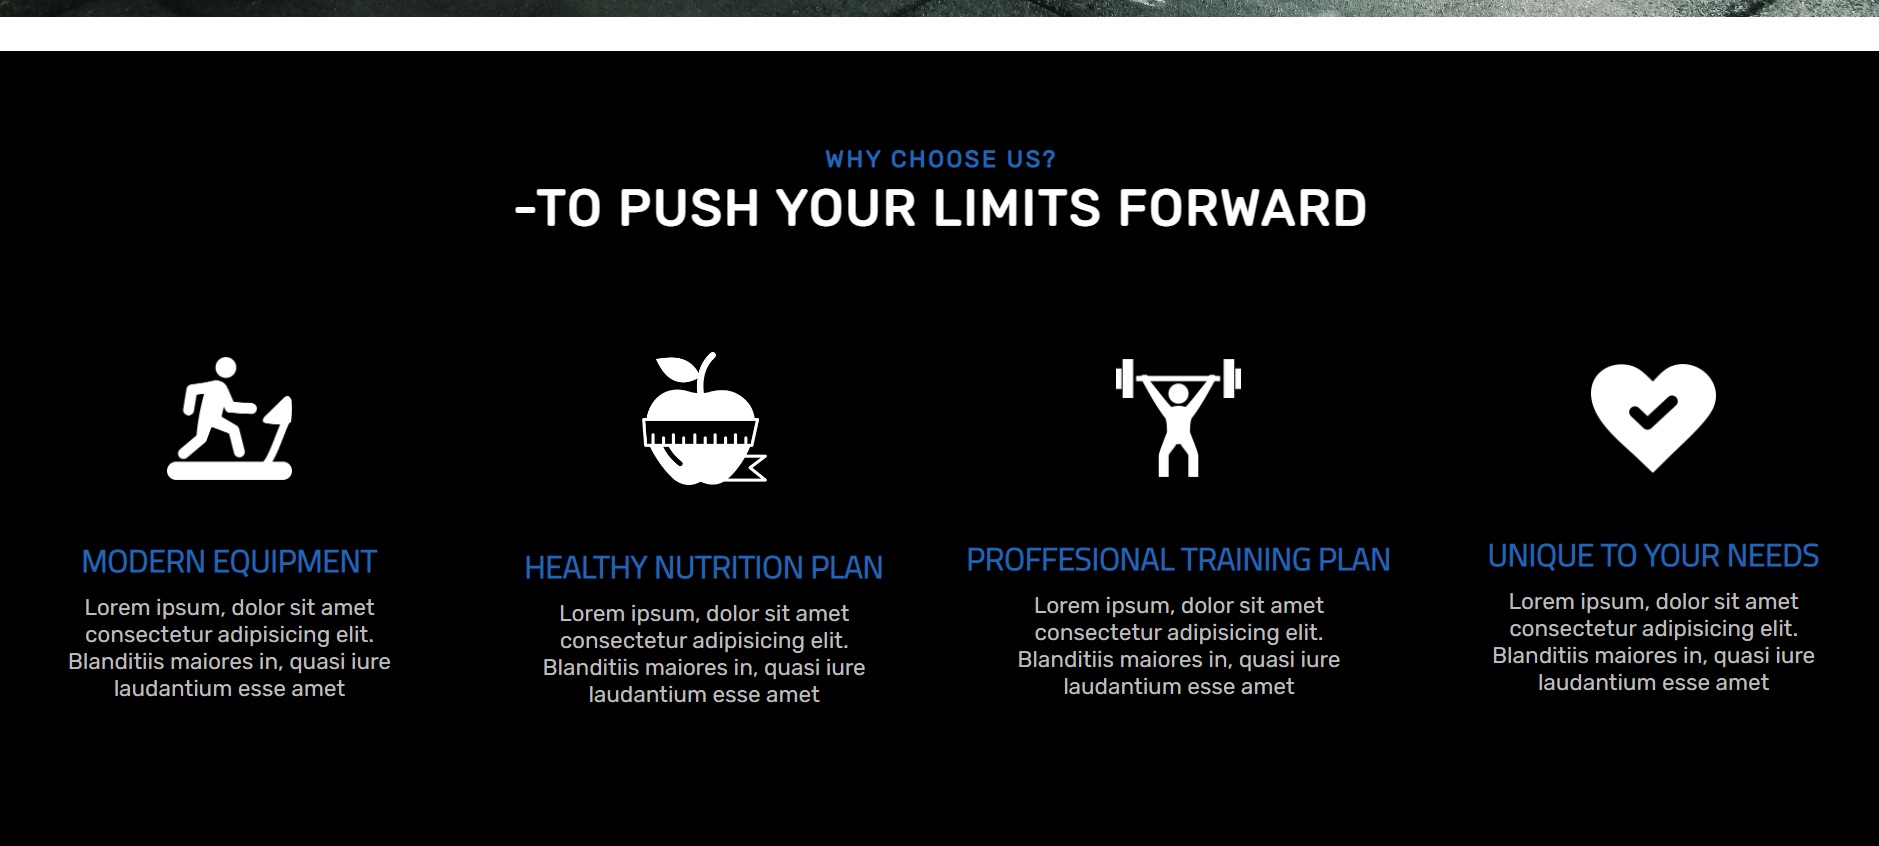 WHY CHOOSE US?
-TO PUSH YOUR LIMITS FORWARD
MODERN EQUIPMENT
Lorem ipsum, dolor sit amet
consectetur adipisicing elit.
Blanditiis maiores in, quasi iure
laudantium esse amet
HEALTHY NUTRITION PLAN
Lorem ipsum, dolor sit amet
consectetur adipisicing elit.
Blanditiis maiores in, quasi iure
laudantium esse amet
PROFFESIONAL TRAINING PLAN
Lorem ipsum, dolor sit amet
consectetur adipisicing elit.
Blanditiis maiores in, quasi iure
laudantium esse amet
UNIQUE TO YOUR NEEDS
Lorem ipsum, dolor sit amet
consectetur adipisicing elit.
Blanditiis maiores in, quasi iure
laudantium esse amet